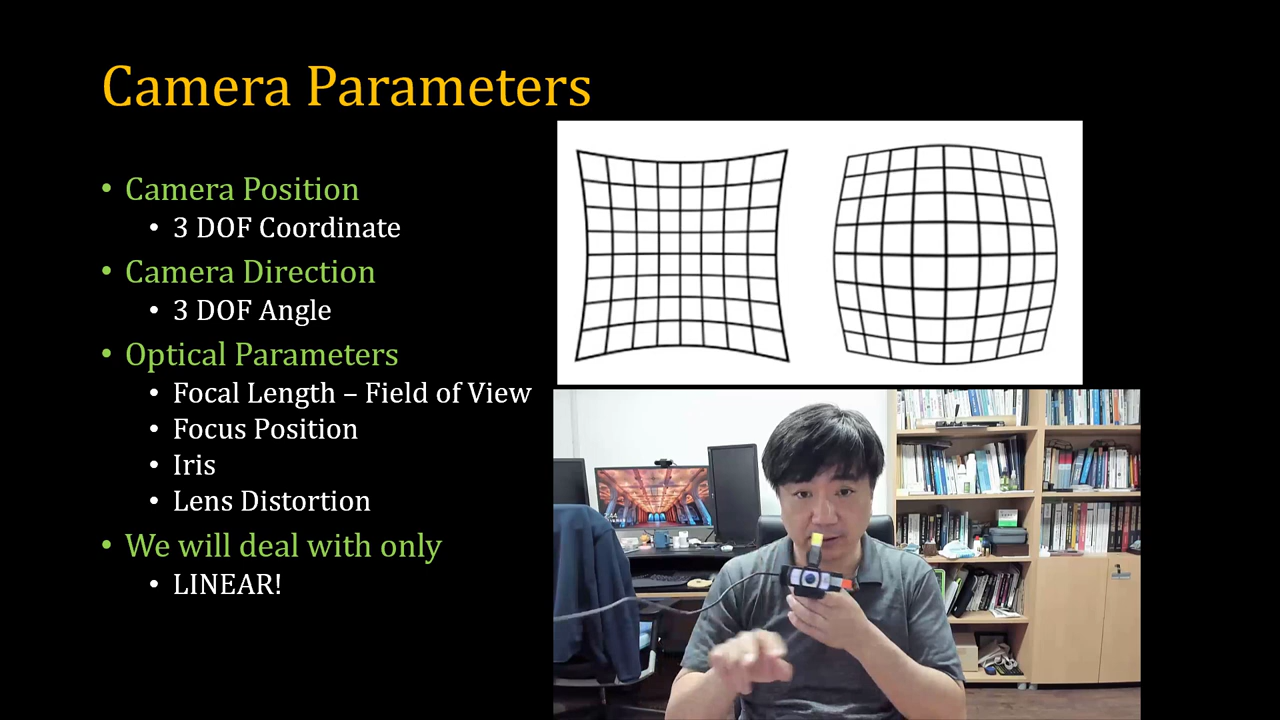 Camera Parameters
• Camera Position
• 3 DOF Coordinate
• Camera Direction
• 3 DOF Angle
• Optical Parameters
• Focal Length – Field of View
• Focus Position
• Iris
• Lens Distortion
• We will deal with only
• LINEAR!